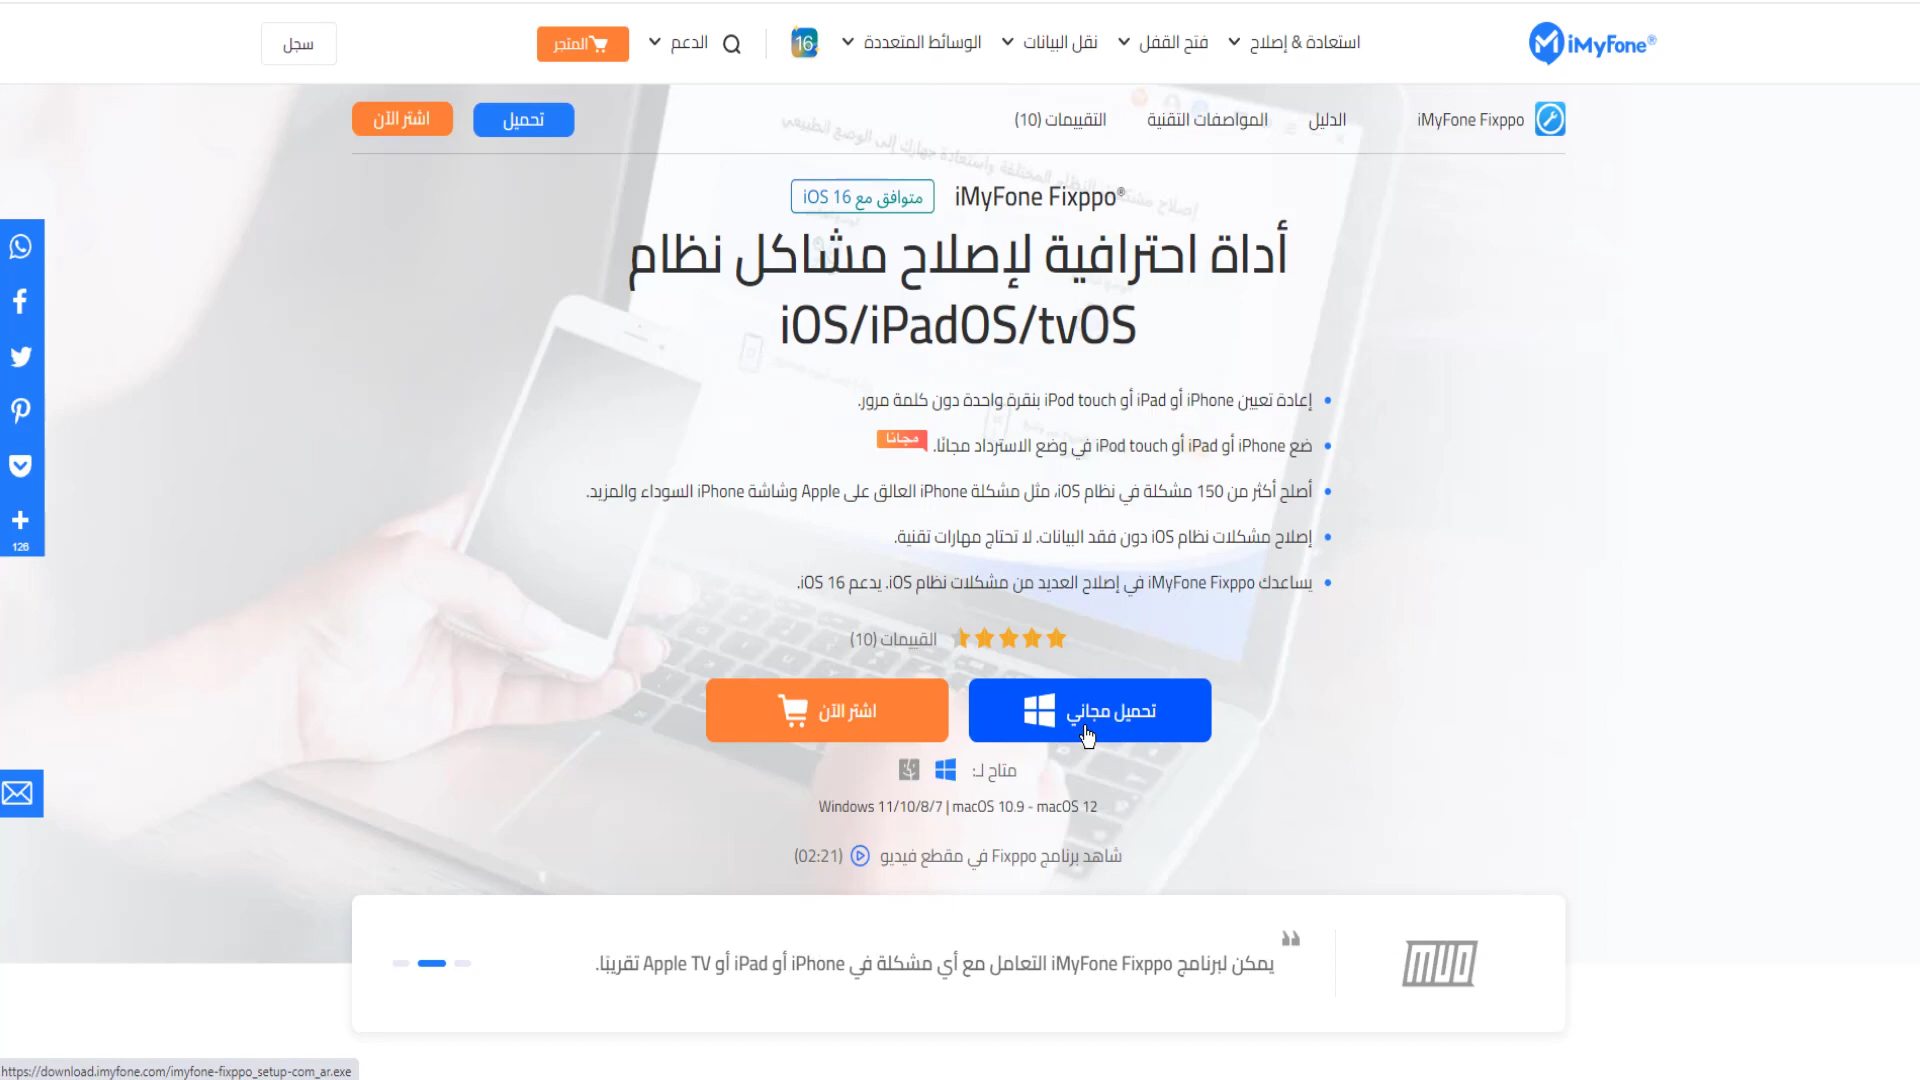 iMyFone®
استعادة & إصلاح
فتح القفل
نقل البيانات
الوسائط المتعددة
16
الدعم
المتجر
سجل
iMyFone Fixppo
الدليل
المواصفات التقنية
التقييمات (10)
تحميل
اشتر الآن
iMyFone Fixppo®
متوافق مع iOS 16
أداة احترافية لإصلاح مشاكل نظام
iOS/iPadOS/tvOS
إعادة تعيين iPhone أو iPad أو iPod touch بنقرة واحدة دون كلمة مرور.
ضع iPhone أو iPad أو iPod touch في وضع الاسترداد مجانًا. مجانا
أصلح أكثر من 150 مشكلة في نظام iOS، مثل مشكلة iPhone العالق على Apple وشاشة iPhone السوداء والمزيد.
إصلاح مشكلات نظام iOS دون فقد البيانات. لا تحتاج مهارات تقنية.
يساعدك iMyFone Fixppo في إصلاح العديد من مشكلات نظام iOS. يدعم iOS 16.
القييمات (10)
تحميل مجاني
اشتر الآن
متاح لـ:
Windows 11/10/8/7 | macOS 10.9 - macOS 12
شاهد برنامج Fixppo في مقطع فيديو (02:21)
يمكن لبرنامج iMyFone Fixppo التعامل مع أي مشكلة في iPhone أو iPad أو Apple TV تقريبًا.
MUO
126
https://download.imyfone.com/imyfone-fixppo_setup-com_ar.exe